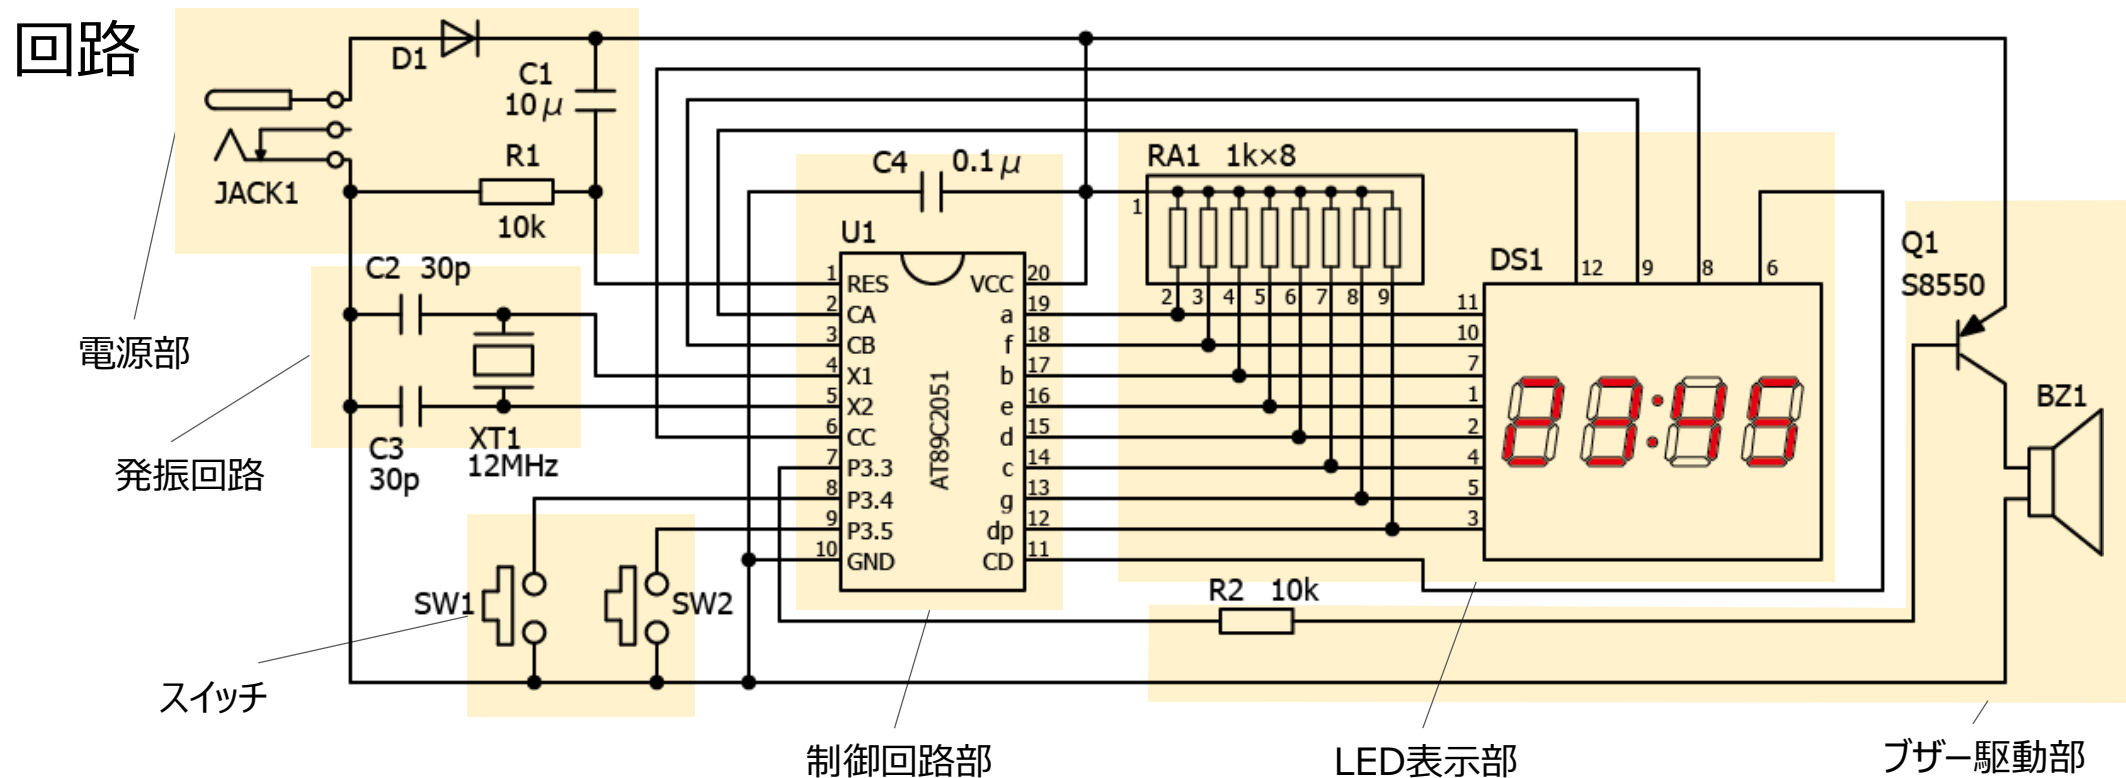 回路
D1
C1
10μ
R1
10k
JACK1
電源部
C2 30p
C3
30p
XT1
12MHz
発振回路
SW1
SW2
スイッチ
C4 0.1μ
U1
AT89C2051
1 RES VCC 20
2 CA a 19
3 CB f 18
4 X1 b 17
5 X2 e 16
6 CC d 15
7 P3.3 c 14
8 P3.4 g 13
9 P3.5 dp 12
10 GND CD 11
制御回路部
RA1 1k×8
1
2 3 4 5 6 7 8 9
DS1
12 9 8 6
11
10
7
1
2
4
5
3
23:45
LED表示部
R2 10k
Q1
S8550
BZ1
ブザー駆動部